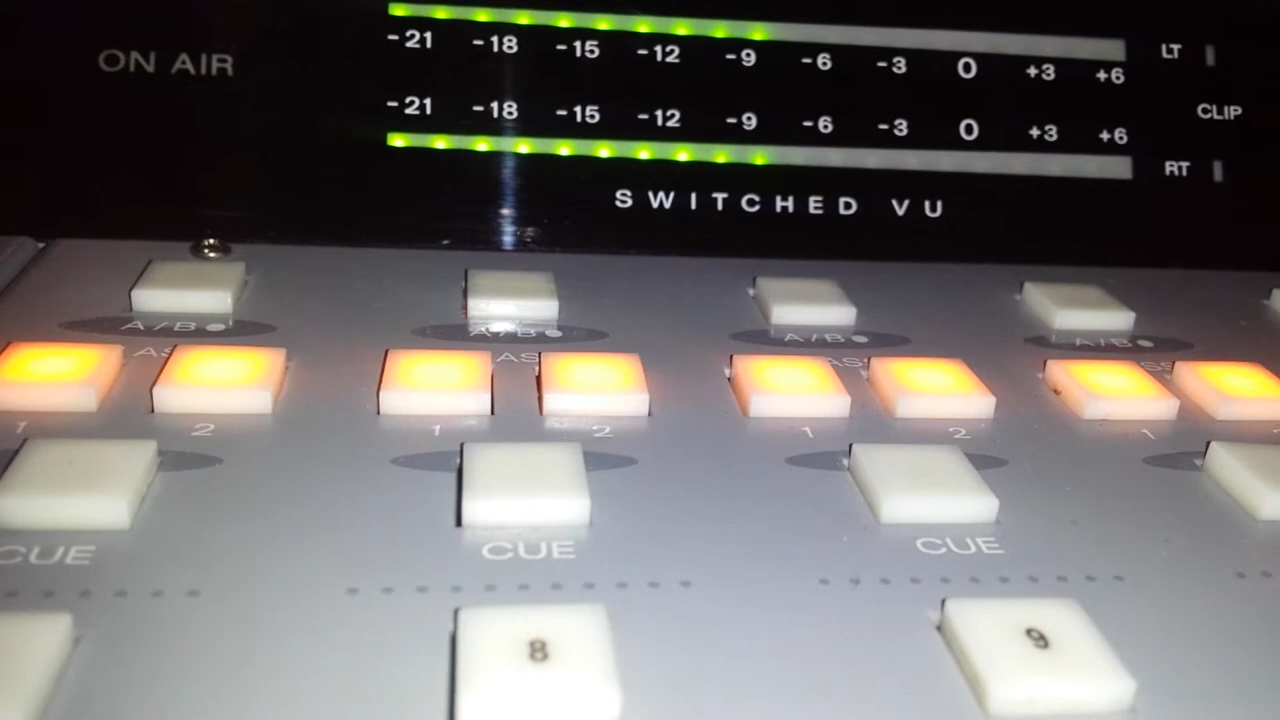 ON AIR
-21 -18 -15 -12 -9 -6 -3 0 +3 +6 LT
CLIP
-21 -18 -15 -12 -9 -6 -3 0 +3 +6 RT
SWITCHED VU
A/B A/B A/B A/B
1 2 1 2 1 2 1
CUE CUE CUE
8 9